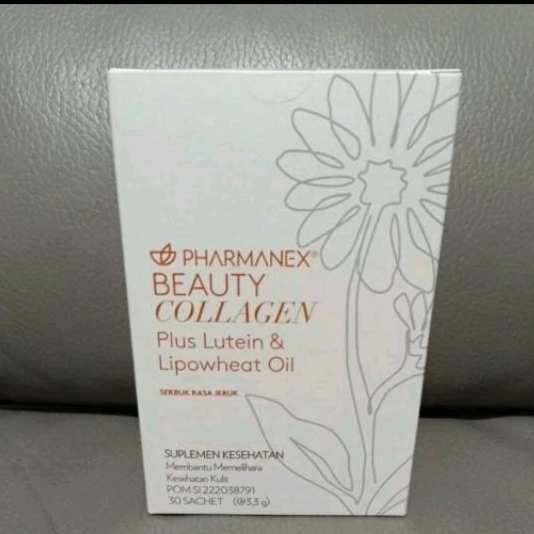 PHARMANEX®
BEAUTY
COLLAGEN
Plus Lutein &
Lipowheat Oil
SERBUK RASA JERUK
SUPLEMEN KESEHATAN
Membantu Memelihara
Kesehatan Kulit
POM SI 222038791
30 SACHET (@3,3 g)